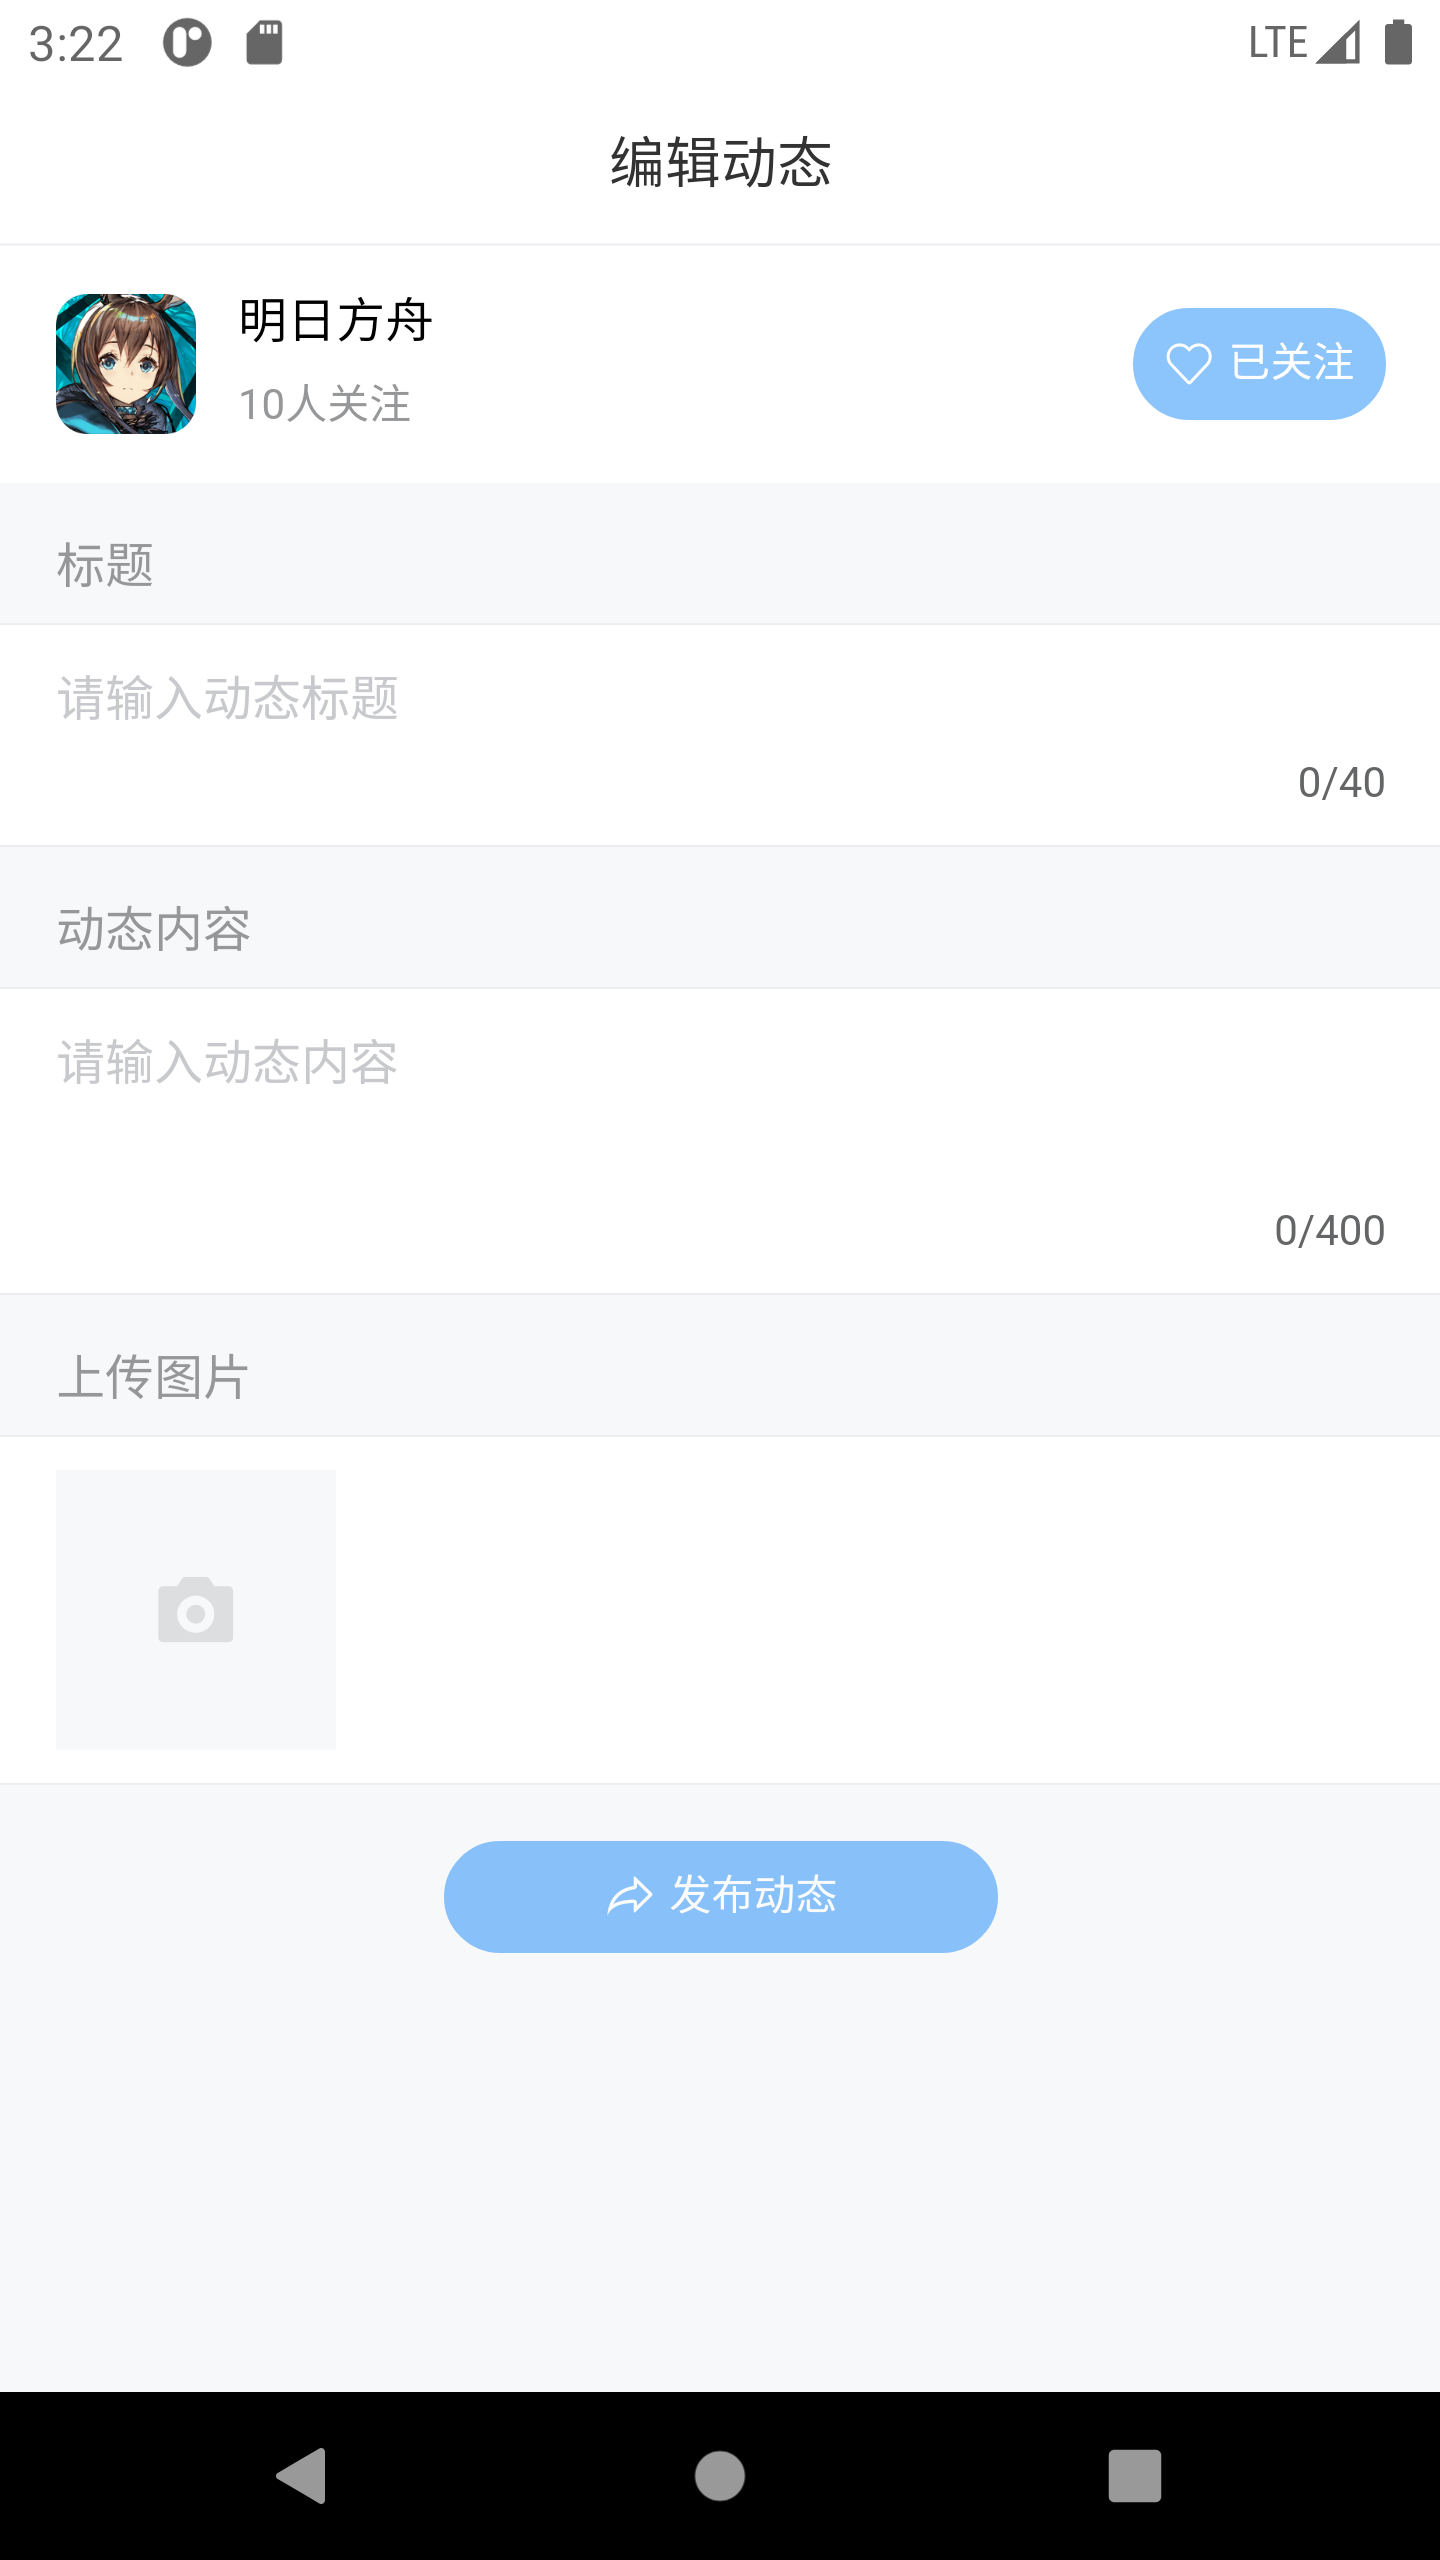 3:22
LTE
编辑动态
明日方舟
10人关注
已关注
标题
请输入动态标题
0/40
动态内容
请输入动态内容
0/400
上传图片
发布动态